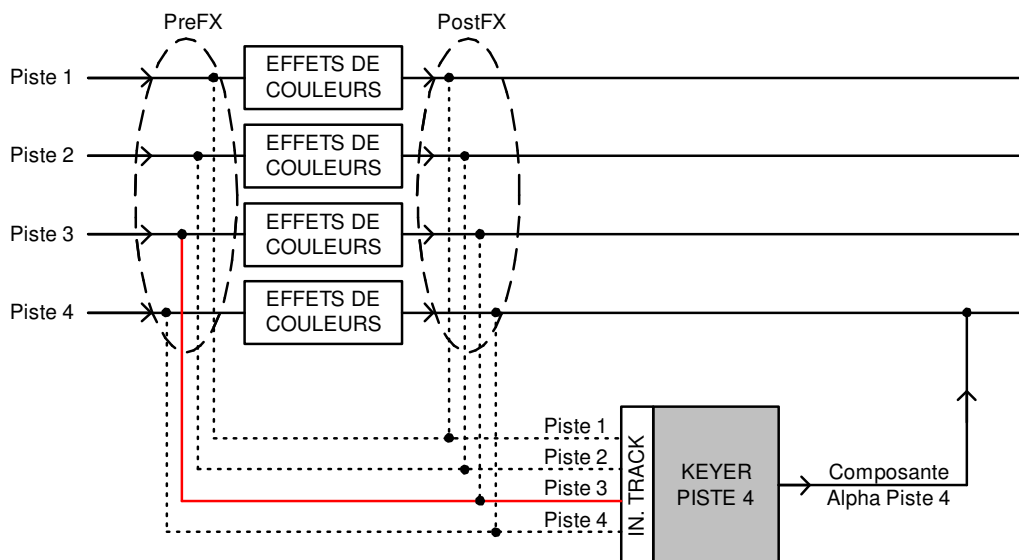 PreFX
PostFX
Piste 1
EFFETS DE
COULEURS
Piste 2
EFFETS DE
COULEURS
Piste 3
EFFETS DE
COULEURS
Piste 4
EFFETS DE
COULEURS
Piste 1
Piste 2
Piste 3
Piste 4
IN. TRACK
KEYER
PISTE 4
Composante
Alpha Piste 4